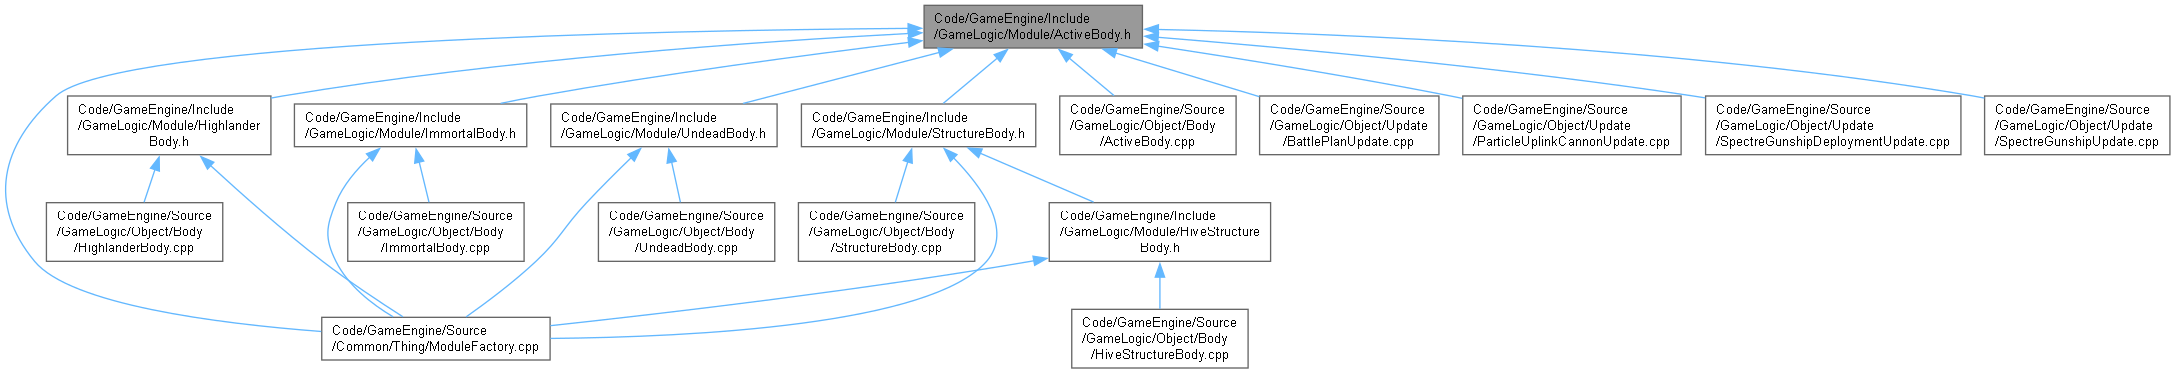 Code/GameEngine/Include
/GameLogic/Module/ActiveBody.h
Code/GameEngine/Include
/GameLogic/Module/Highlander
Body.h
Code/GameEngine/Include
/GameLogic/Module/ImmortalBody.h
Code/GameEngine/Include
/GameLogic/Module/UndeadBody.h
Code/GameEngine/Include
/GameLogic/Module/StructureBody.h
Code/GameEngine/Source
/GameLogic/Object/Body
/ActiveBody.cpp
Code/GameEngine/Source
/GameLogic/Object/Update
/BattlePlanUpdate.cpp
Code/GameEngine/Source
/GameLogic/Object/Update
/ParticleUplinkCannonUpdate.cpp
Code/GameEngine/Source
/GameLogic/Object/Update
/SpectreGunshipDeploymentUpdate.cpp
Code/GameEngine/Source
/GameLogic/Object/Update
/SpectreGunshipUpdate.cpp
Code/GameEngine/Source
/GameLogic/Object/Body
/HighlanderBody.cpp
Code/GameEngine/Source
/GameLogic/Object/Body
/ImmortalBody.cpp
Code/GameEngine/Source
/GameLogic/Object/Body
/UndeadBody.cpp
Code/GameEngine/Source
/GameLogic/Object/Body
/StructureBody.cpp
Code/GameEngine/Include
/GameLogic/Module/HiveStructure
Body.h
Code/GameEngine/Source
/Common/Thing/ModuleFactory.cpp
Code/GameEngine/Source
/GameLogic/Object/Body
/HiveStructureBody.cpp